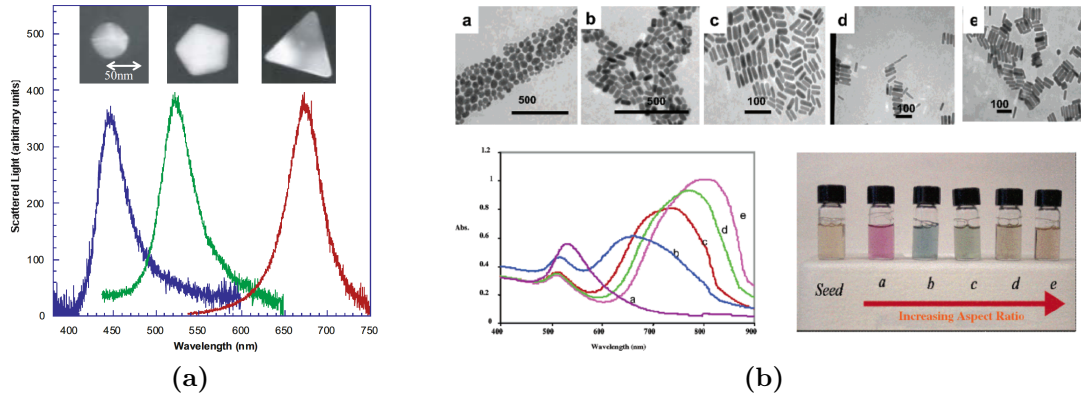 550
500
400
300
200
100
0
Scattered Light (arbitrary units)
50nm
400
450
500
550
600
650
700
750
Wavelength (nm)
(a)
a
500
b
500
c
100
d
100
e
100
1.2
1
Abs.
0.8
0.6
0.4
0.2
0
a
b
c
d
e
400
500
600
700
800
900
Wavelength (nm)
Seed a b c d e
Increasing Aspect Ratio
(b)